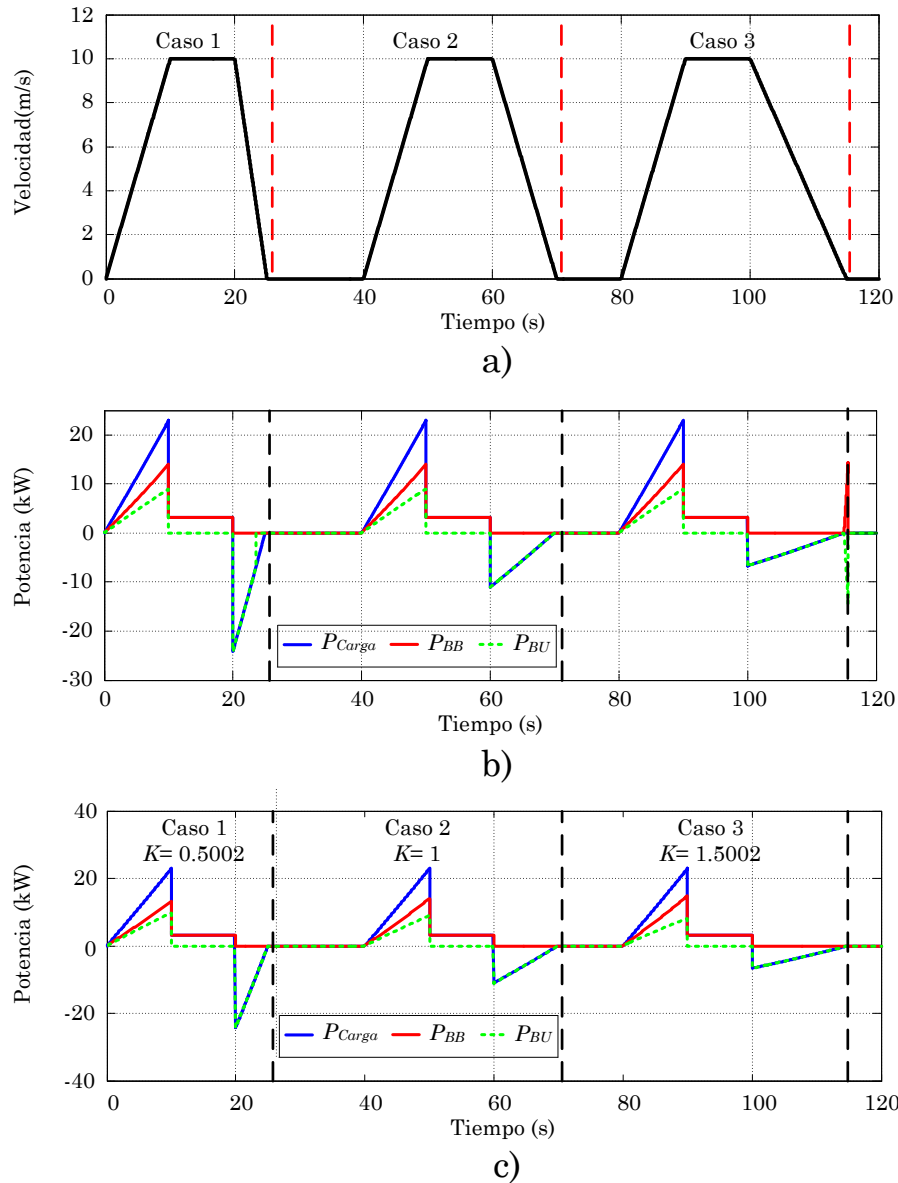 12
10
8
6
4
2
0
Velocidad(m/s)
Caso 1
Caso 2
Caso 3
0
20
40
60
80
100
120
Tiempo (s)
a)
20
10
0
-10
-20
-30
Potencia (kW)
P_Carga P_BB P_BU
0
20
40
60
80
100
120
Tiempo (s)
b)
40
20
0
-20
-40
Potencia (kW)
Caso 1
K= 0.5002
Caso 2
K= 1
Caso 3
K= 1.5002
P_Carga P_BB P_BU
0
20
40
60
80
100
120
Tiempo (s)
c)